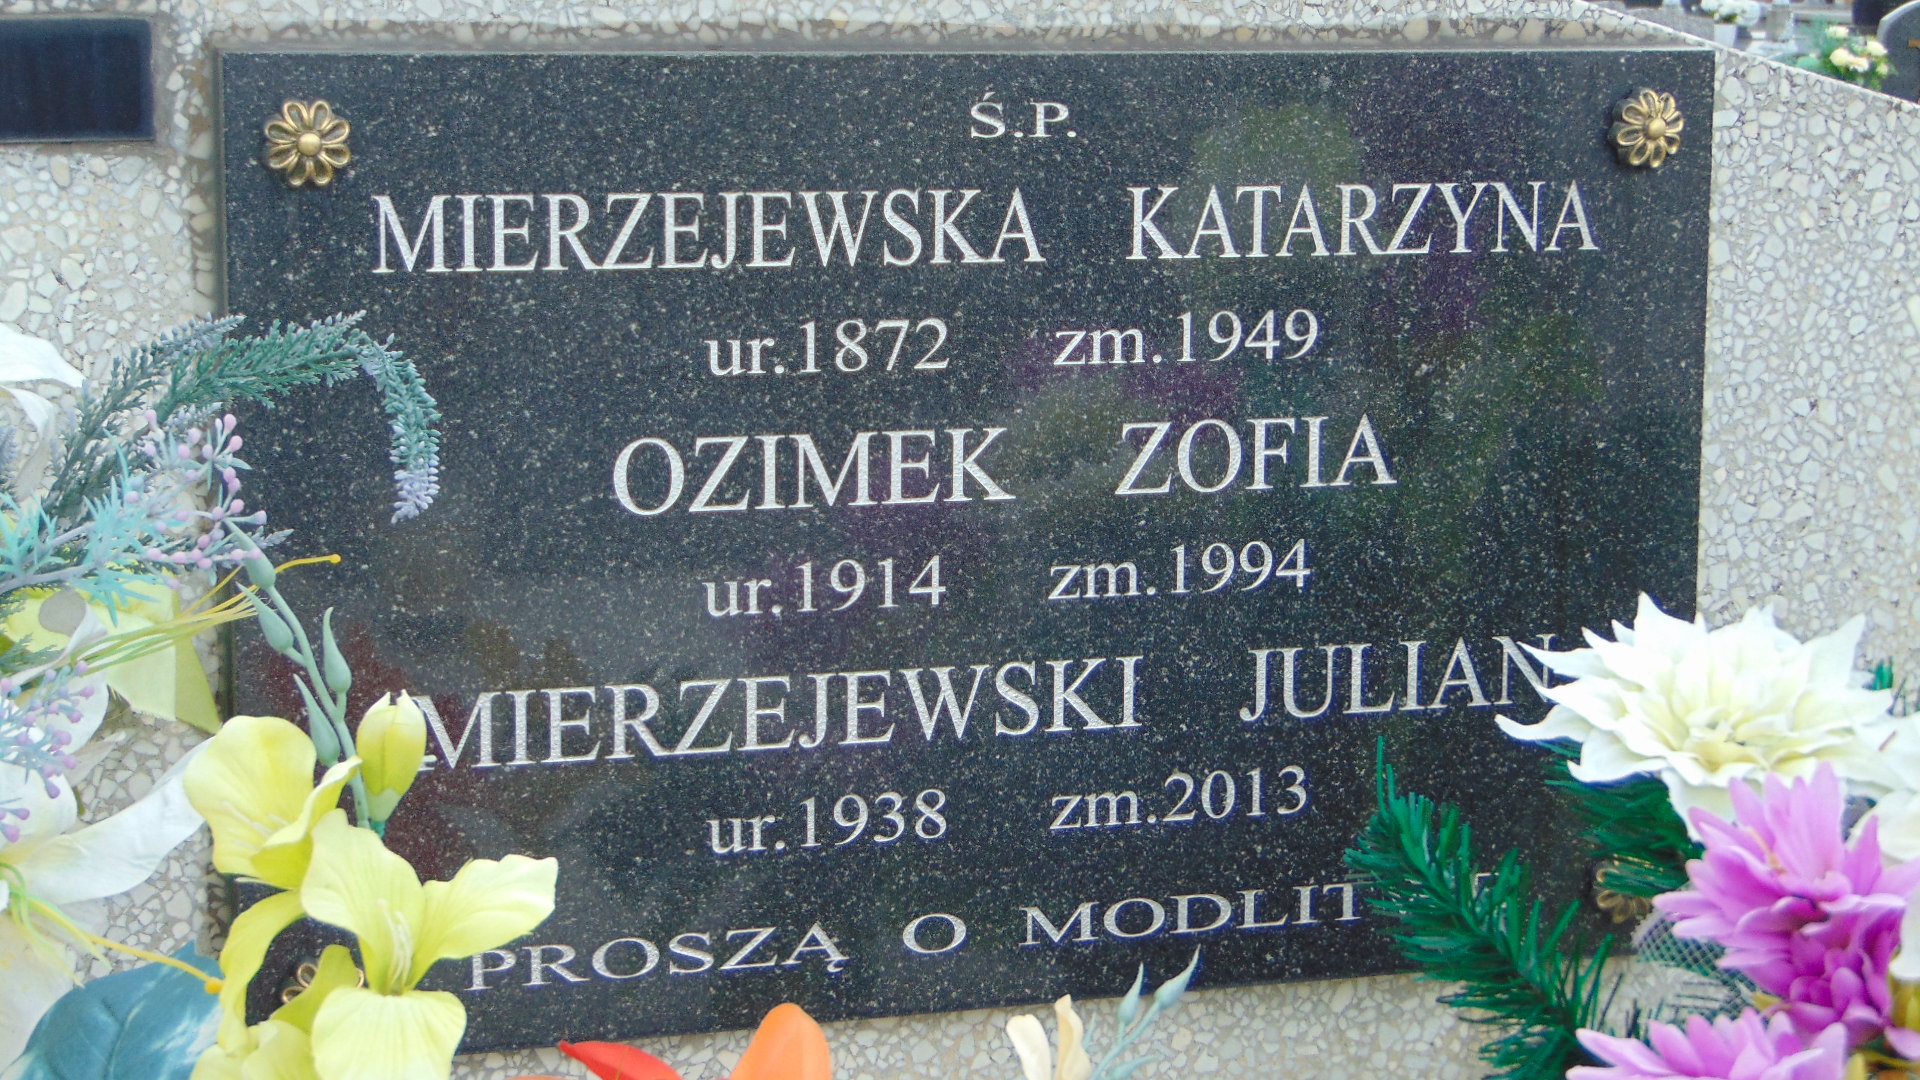 Ś.P.
MIERZEJEWSKA KATARZYNA
ur.1872 zm.1949
OZIMEK ZOFIA
ur.1914 zm.1994
MIERZEJEWSKI JULIAN
ur.1938 zm.2013
PROSZĄ O